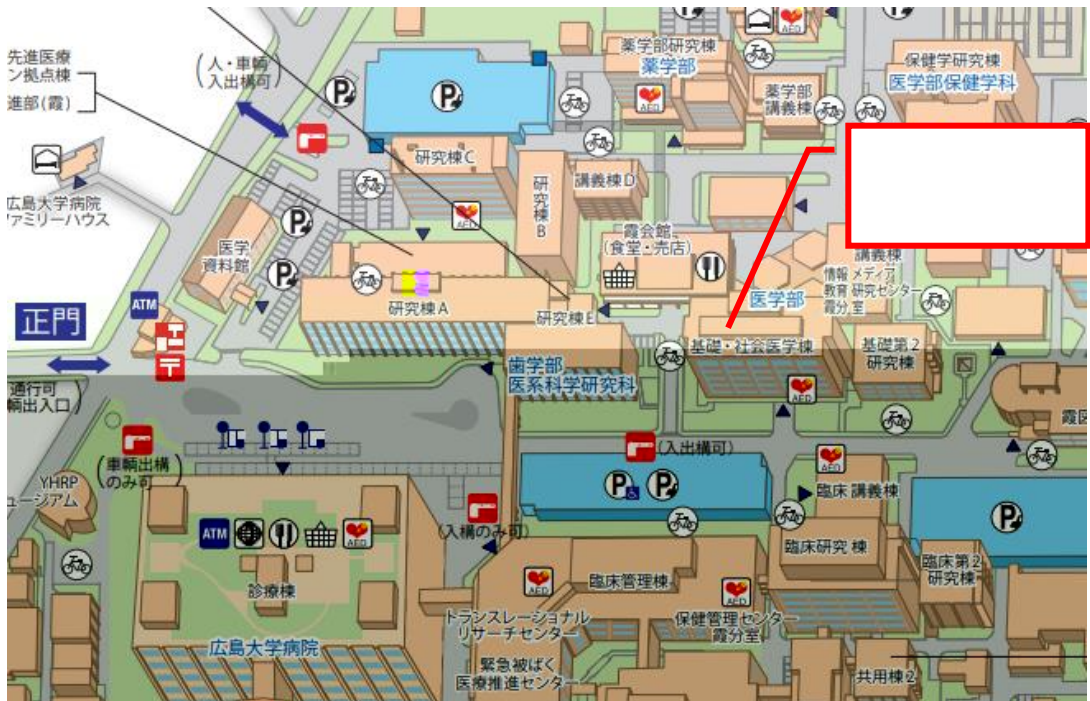 先進医療
ン拠点棟
進部(霞)
(人・車輌
入出構可)
薬学部研究棟
薬学部
AED
薬学部
講義棟
保健学研究棟
医学部保健学科
P
P
P
P
AED
研究棟C
研究棟B
講義棟D
広島大学病院
ファミリーハウス
医学
資料館
AED
霞会館
(食堂・売店)
講義棟
情報メディア
教育研究センター
霞分室
医学部
正門
ATM
研究棟A
研究棟E
基礎・社会医学棟
基礎第2
研究棟
歯学部
医系科学研究科
AED
通行可
輌出入口)
(車輌出構
のみ可)
(入出構可)
YHRP
ュージアム
P
P
P
AED
臨床講義棟
(入構のみ可)
ATM
AED
臨床研究棟
臨床第2
研究棟
診療棟
AED
臨床管理棟
AED
トランスレーショナル
リサーチセンター
保健管理センター
霞分室
広島大学病院
緊急被ばく
医療推進センター
共用棟2